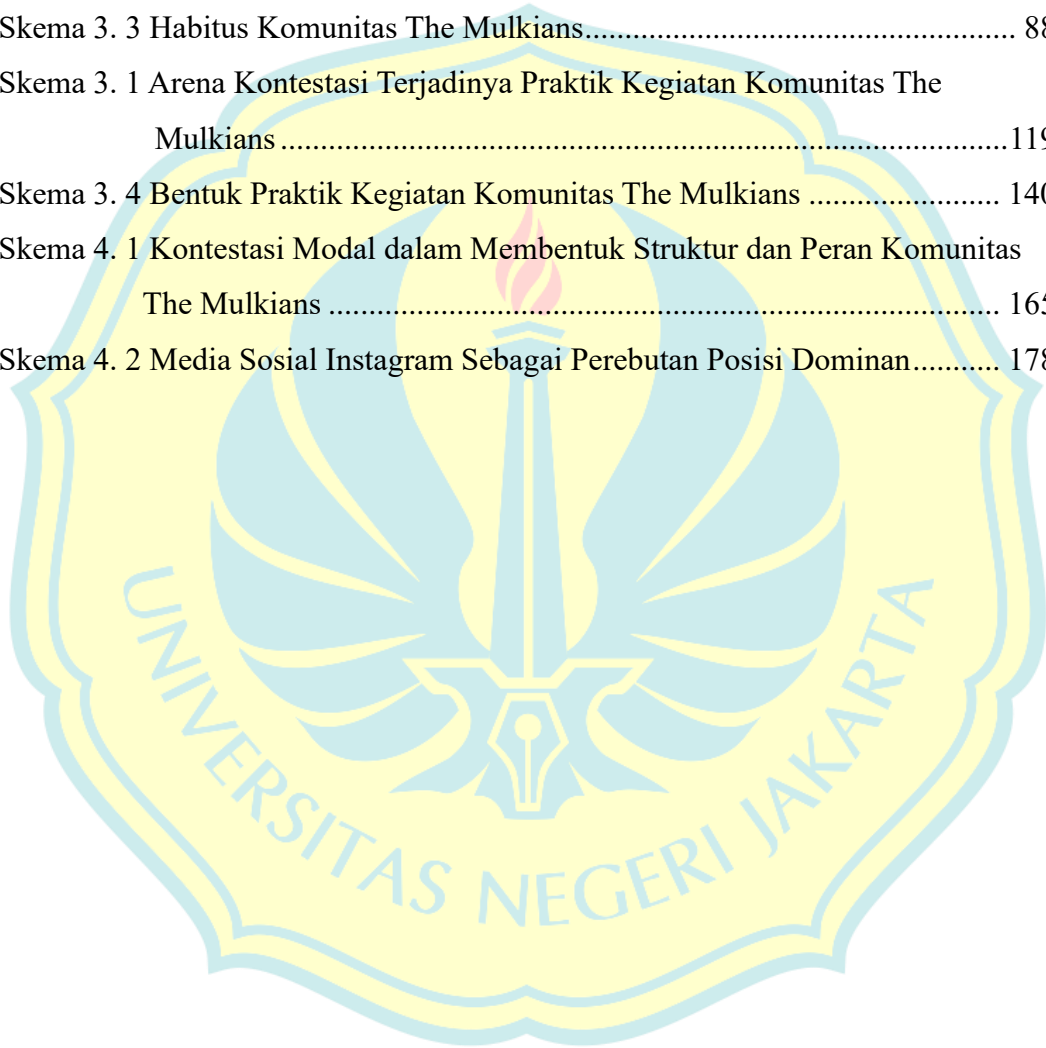 Skema 3. 3 Habitus Komunitas The Mulkians...................................................... 88
Skema 3. 1 Arena Kontestasi Terjadinya Praktik Kegiatan Komunitas The
Mulkians ............................................................................................119
Skema 3. 4 Bentuk Praktik Kegiatan Komunitas The Mulkians ........................ 140
Skema 4. 1 Kontestasi Modal dalam Membentuk Struktur dan Peran Komunitas
The Mulkians .................................................................................... 165
Skema 4. 2 Media Sosial Instagram Sebagai Perebutan Posisi Dominan........... 178
UNIVERSITAS NEGERI JAKARTA